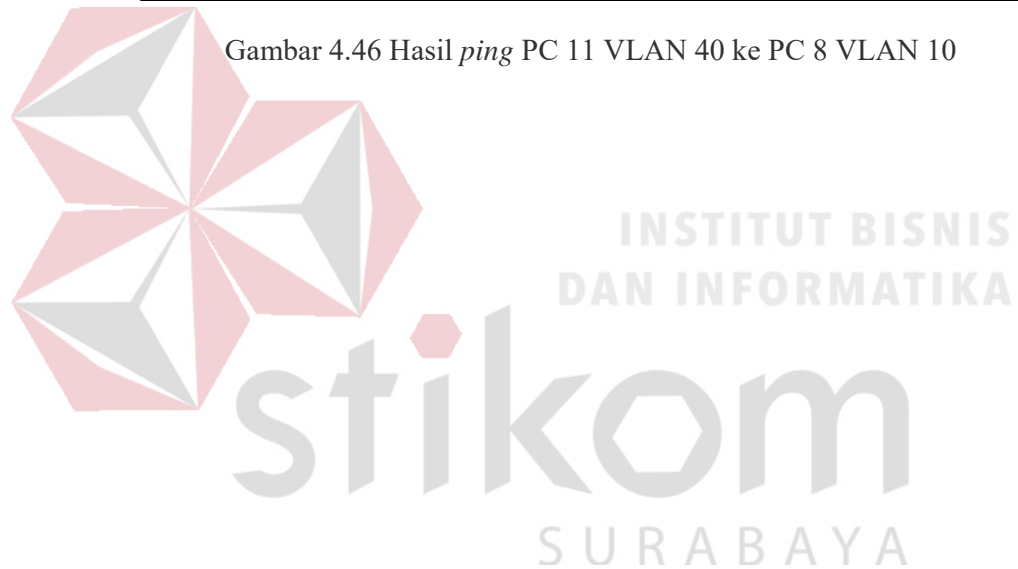 Gambar 4.46 Hasil ping PC 11 VLAN 40 ke PC 8 VLAN 10
INSTITUT BISNIS
DAN INFORMATIKA
stikom
SURABAYA